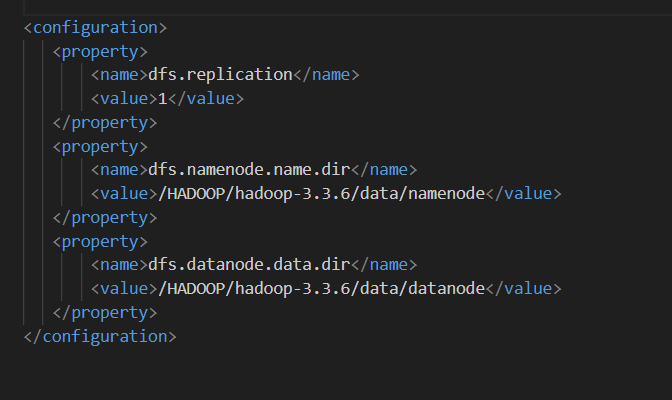 <configuration>
<property>
<name>dfs.replication</name>
<value>1</value>
</property>
<property>
<name>dfs.namenode.name.dir</name>
<value>/HADOOP/hadoop-3.3.6/data/namenode</value>
</property>
<property>
<name>dfs.datanode.data.dir</name>
<value>/HADOOP/hadoop-3.3.6/data/datanode</value>
</property>
</configuration>